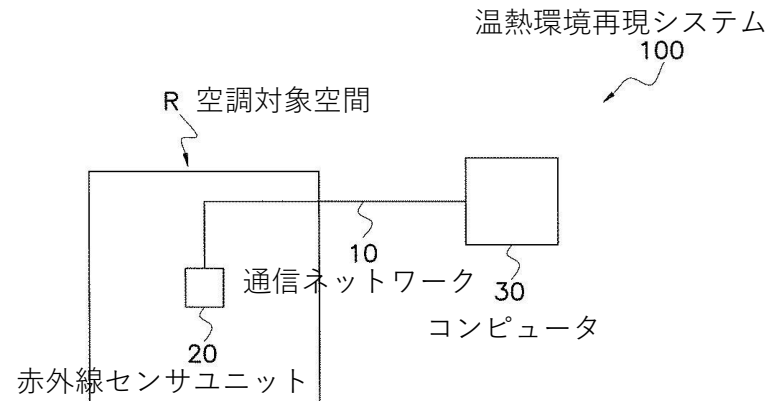 温熱環境再現システム
100
R 空調対象空間
10
通信ネットワーク
30
コンピュータ
20
赤外線センサユニット